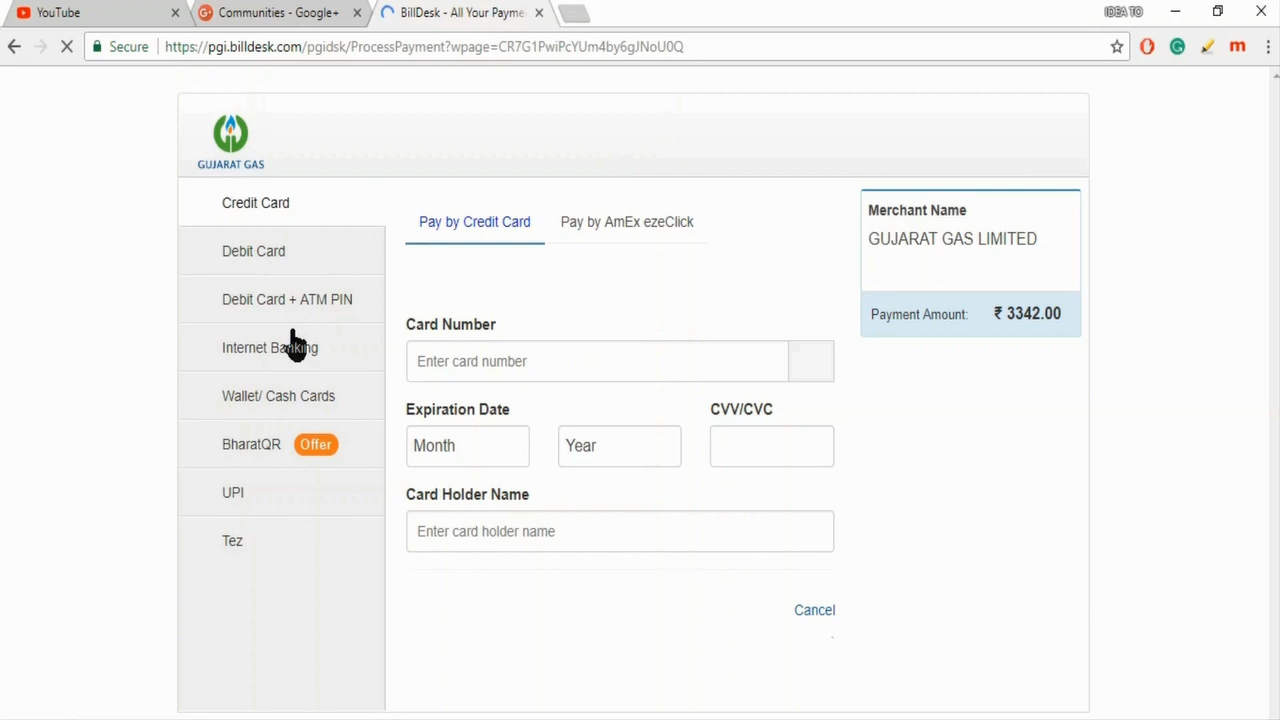 YouTube
Communities - Google+
BillDesk - All Your Payme
IDEA TO
Secure
https://pgi.billdesk.com/pgidsk/ProcessPayment?wpage=CR7G1PwiPcYUm4by6gJNoU0Q
m
GUJARAT GAS
Credit Card
Debit Card
Debit Card + ATM PIN
Internet Banking
Wallet/ Cash Cards
BharatQR Offer
UPI
Tez
Pay by Credit Card
Pay by AmEx ezeClick
Card Number
Enter card number
Expiration Date
CVV/CVC
Month
Year
Card Holder Name
Enter card holder name
Cancel
Merchant Name
GUJARAT GAS LIMITED
Payment Amount: ₹ 3342.00